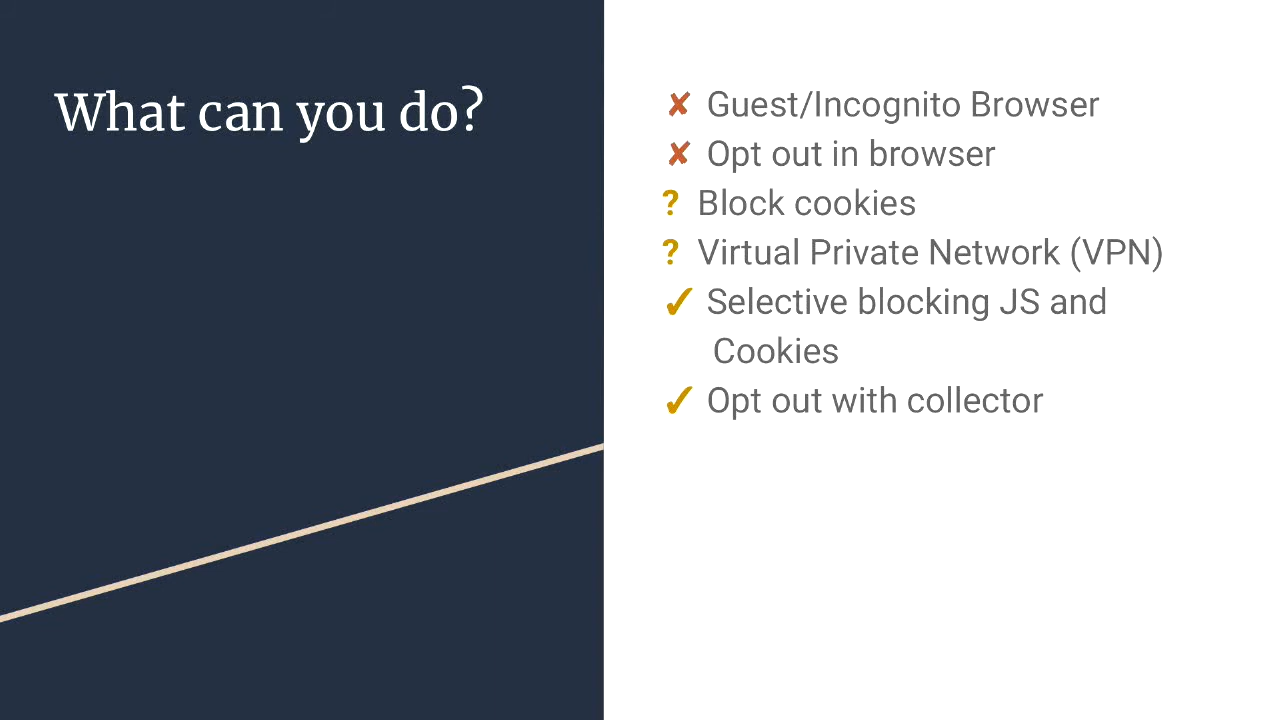 What can you do?
✘ Guest/Incognito Browser
✘ Opt out in browser
? Block cookies
? Virtual Private Network (VPN)
✓ Selective blocking JS and
Cookies
✓ Opt out with collector